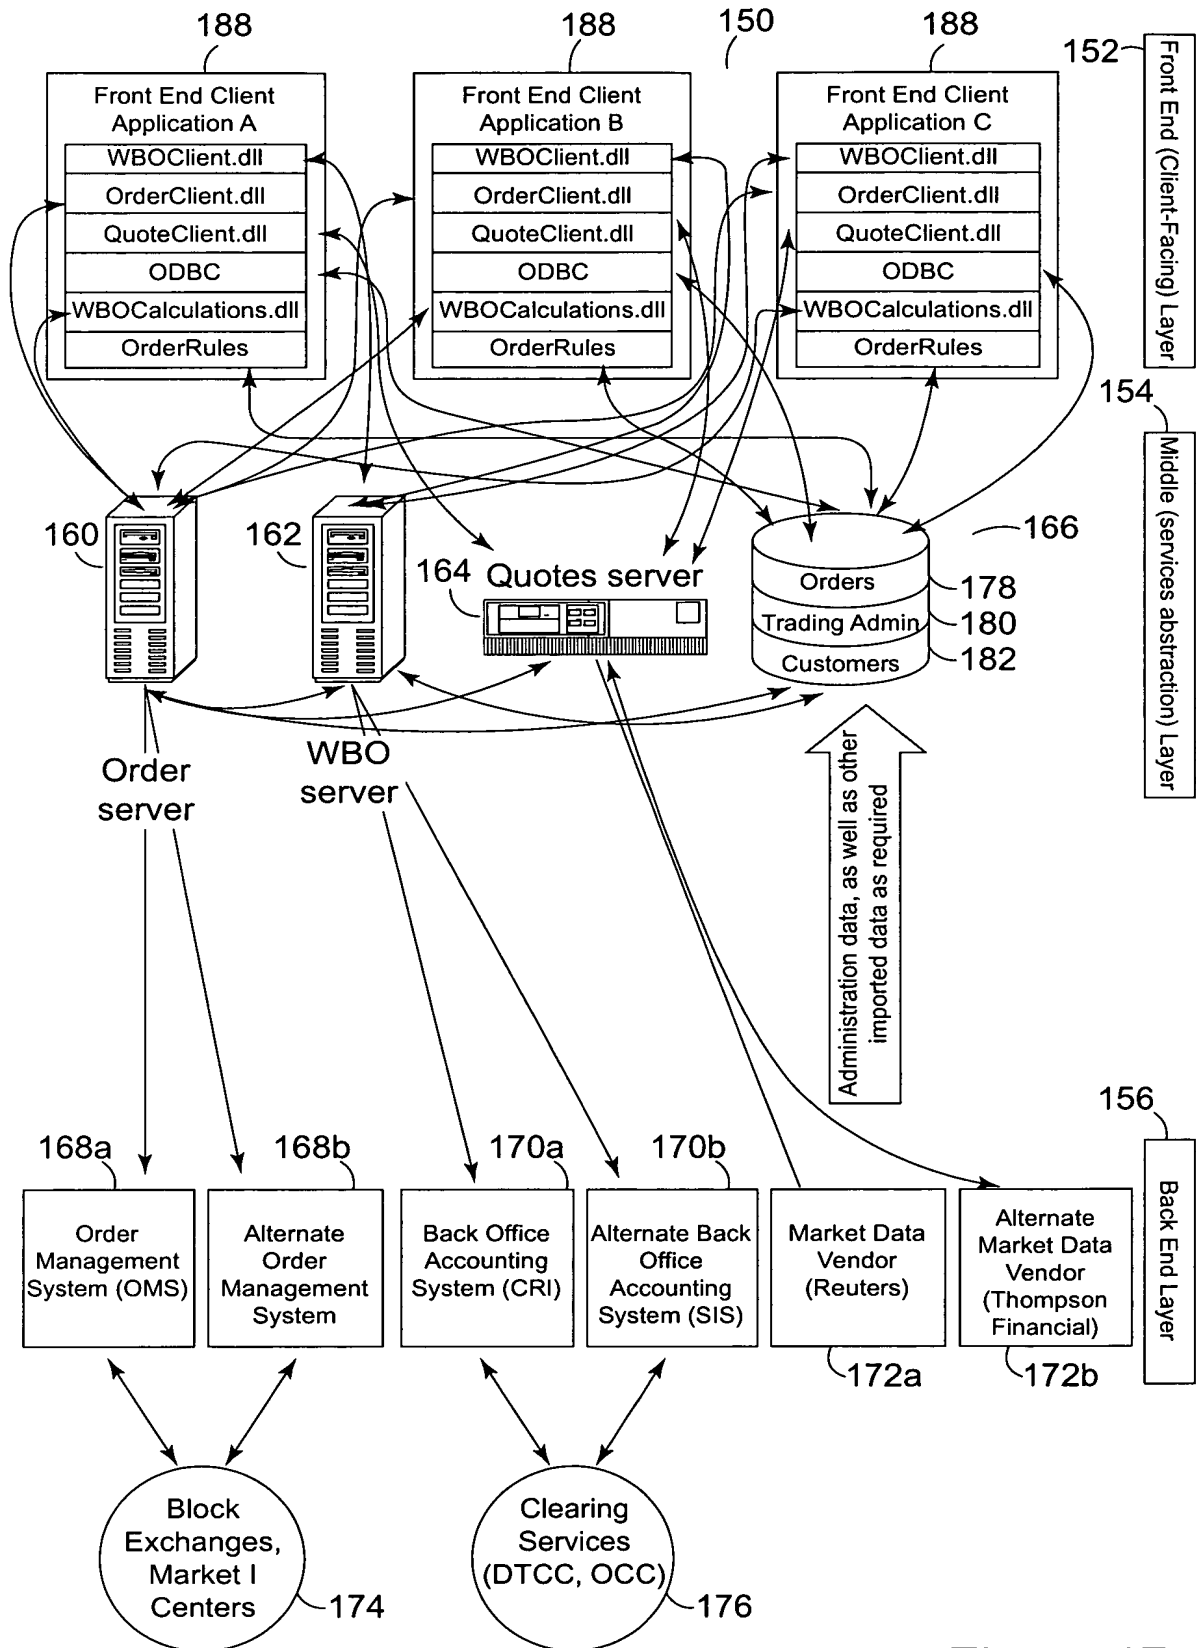 188
188
150
188
152
Front End (Client-Facing) Layer
Front End Client
Application A
WBOClient.dll
OrderClient.dll
QuoteClient.dll
ODBC
WBOCalculations.dll
OrderRules
Front End Client
Application B
WBOClient.dll
OrderClient.dll
QuoteClient.dll
ODBC
WBOCalculations.dll
OrderRules
Front End Client
Application C
WBOClient.dll
OrderClient.dll
QuoteClient.dll
ODBC
WBOCalculations.dll
OrderRules
154
Middle (services abstraction) Layer
160
162
164
Quotes server
166
Orders
178
Trading Admin
180
Customers
182
Order
server
WBO
server
Administration data, as well as other
imported data as required
156
Back End Layer
168a
168b
170a
170b
Order
Management
System (OMS)
Alternate
Order
Management
System
Back Office
Accounting
System (CRI)
Alternate Back
Office
Accounting
System (SIS)
Market Data
Vendor
(Reuters)
Alternate
Market Data
Vendor
(Thompson
Financial)
172a
172b
Block
Exchanges,
Market I
Centers
174
Clearing
Services
(DTCC, OCC)
176